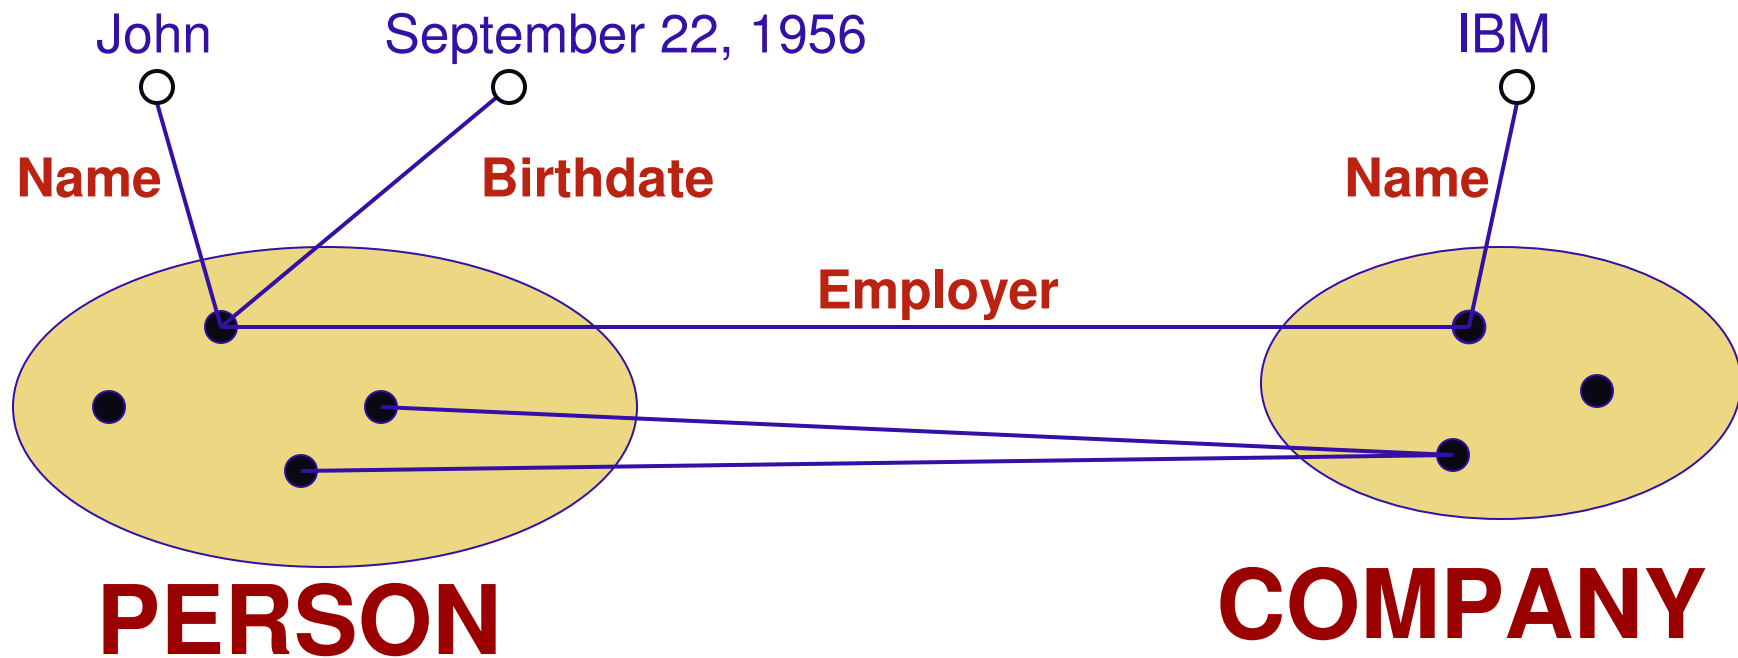 John
September 22, 1956
IBM
Name
Birthdate
Name
Employer
PERSON
COMPANY